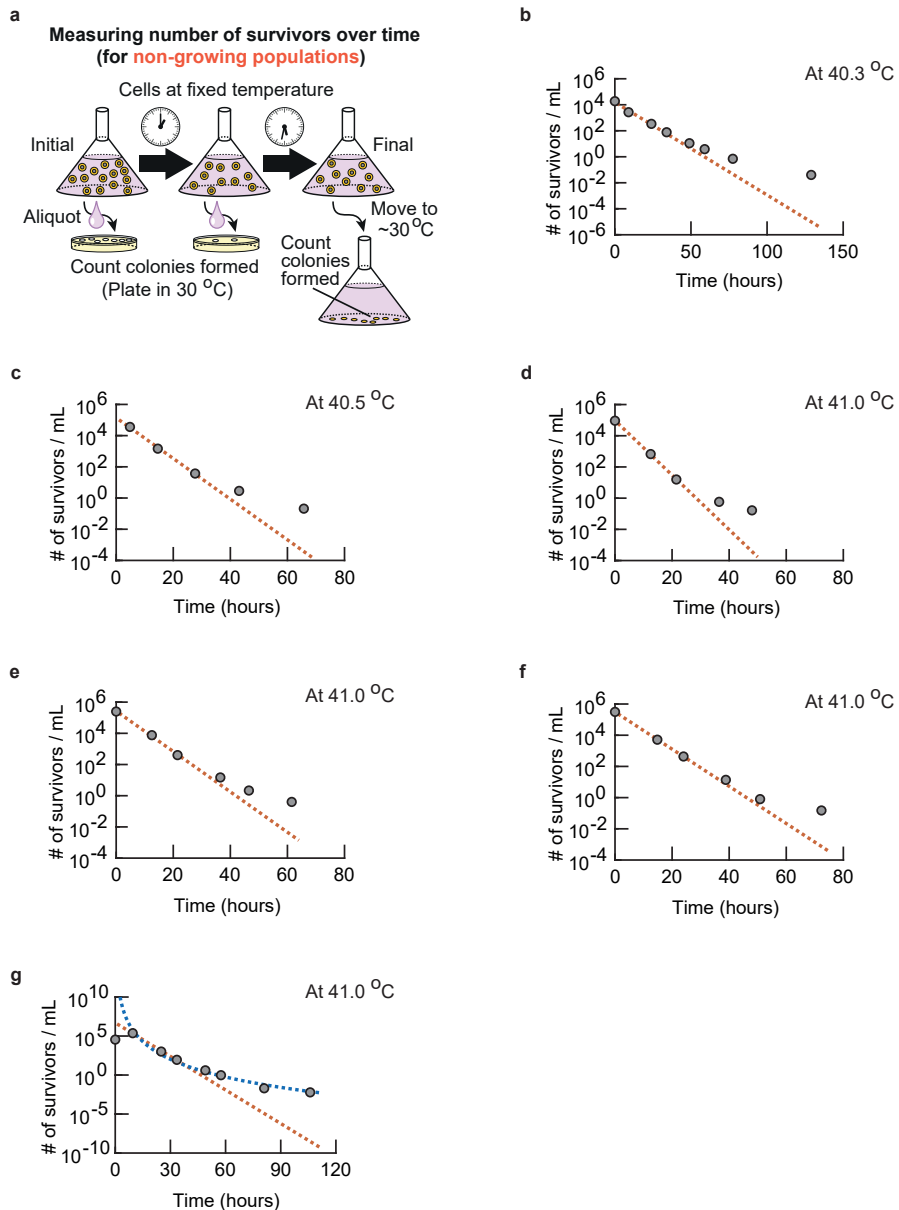 a
Measuring number of survivors over time
(for non-growing populations)
Cells at fixed temperature
Initial
Final
Aliquot
Move to
~30 °C
Count colonies formed
(Plate in 30 °C)
Count
colonies
formed
b
At 40.3 °C
# of survivors / mL
10^6
10^4
10^2
10^0
10^-2
10^-4
10^-6
0 50 100 150
Time (hours)
c
At 40.5 °C
# of survivors / mL
10^6
10^4
10^2
10^0
10^-2
10^-4
0 20 40 60 80
Time (hours)
d
At 41.0 °C
# of survivors / mL
10^6
10^4
10^2
10^0
10^-2
10^-4
0 20 40 60 80
Time (hours)
e
At 41.0 °C
# of survivors / mL
10^6
10^4
10^2
10^0
10^-2
10^-4
0 20 40 60 80
Time (hours)
f
At 41.0 °C
# of survivors / mL
10^6
10^4
10^2
10^0
10^-2
10^-4
0 20 40 60 80
Time (hours)
g
At 41.0 °C
# of survivors / mL
10^10
10^5
10^0
10^-5
10^-10
0 30 60 90 120
Time (hours)